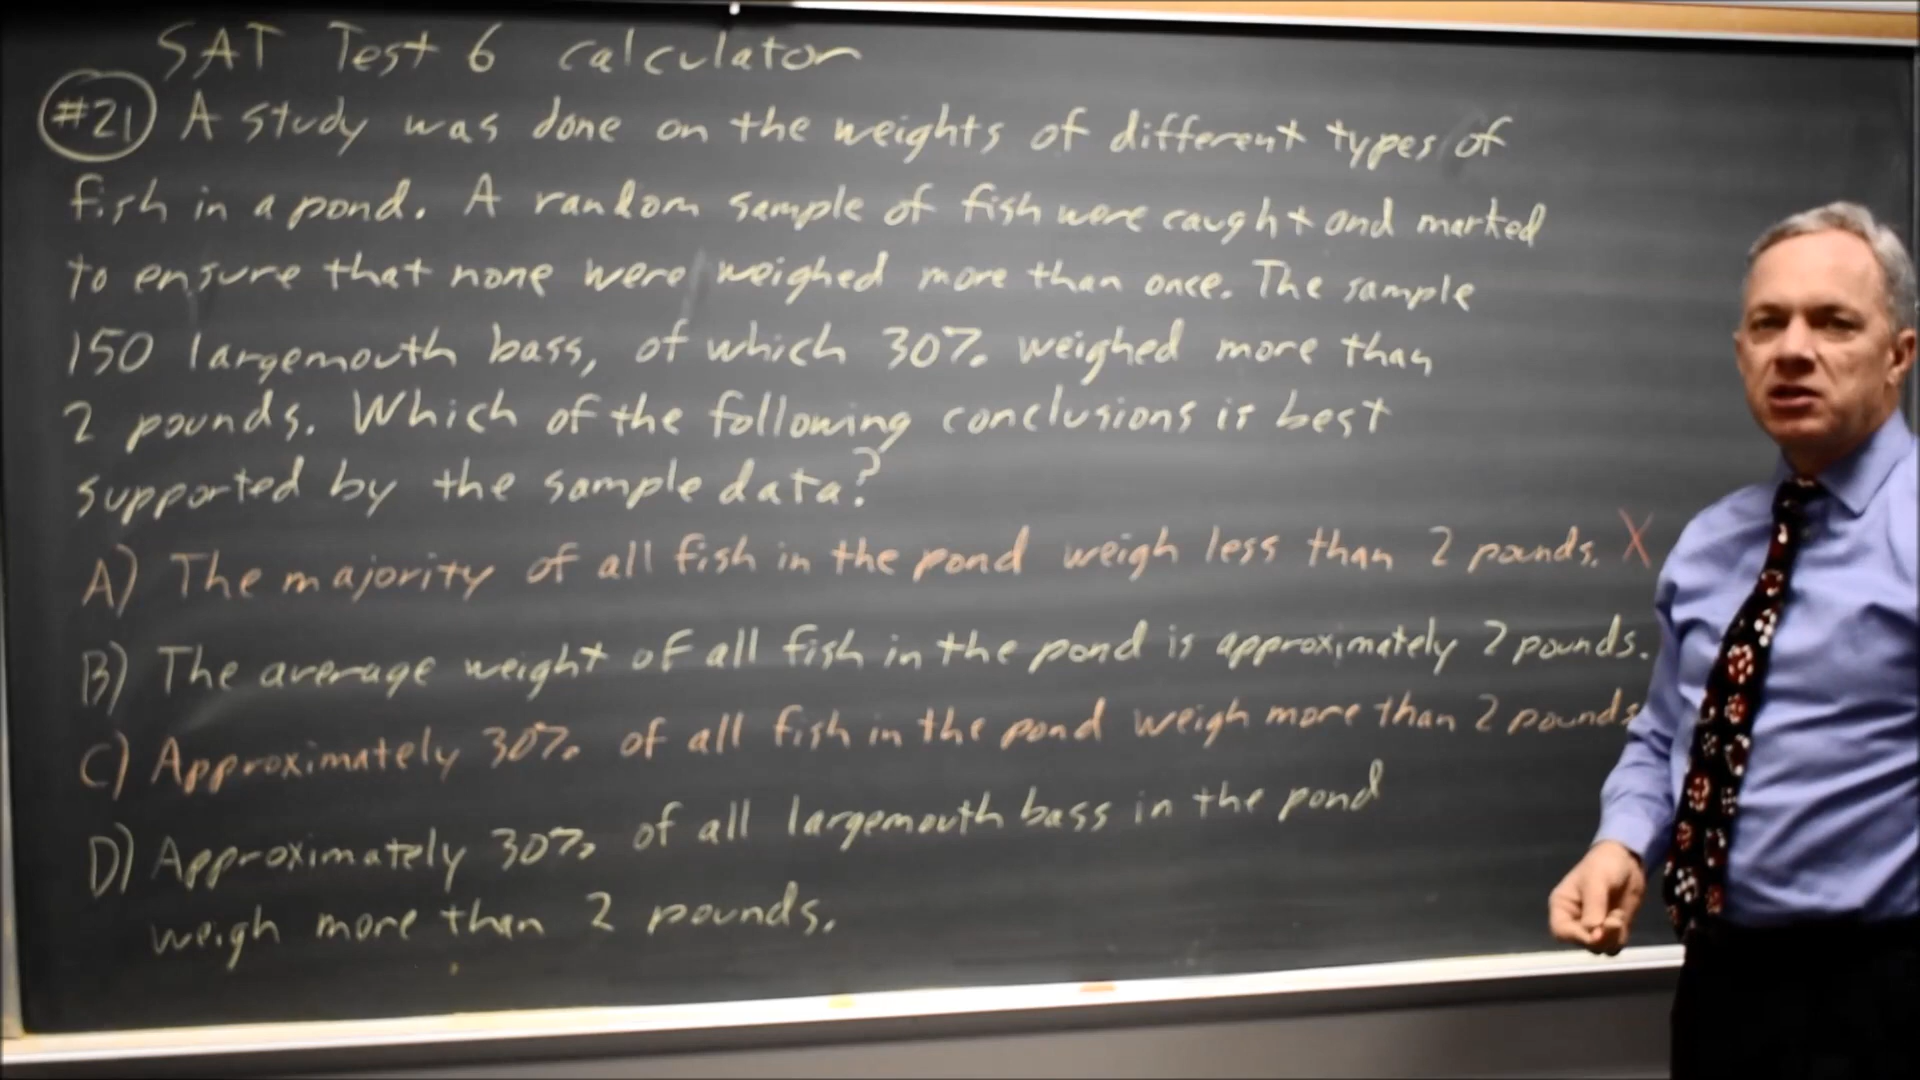 SAT Test 6 calculator
#21 A study was done on the weights of different types of
fish in a pond. A random sample of fish were caught and marked
to ensure that none were weighed more than once. The sample
150 largemouth bass, of which 30% weighed more than
2 pounds. Which of the following conclusions is best
supported by the sample data?
A) The majority of all fish in the pond weigh less than 2 pounds. X
B) The average weight of all fish in the pond is approximately 2 pounds.
C) Approximately 30% of all fish in the pond weigh more than 2 pounds
D) Approximately 30% of all largemouth bass in the pond
weigh more than 2 pounds.